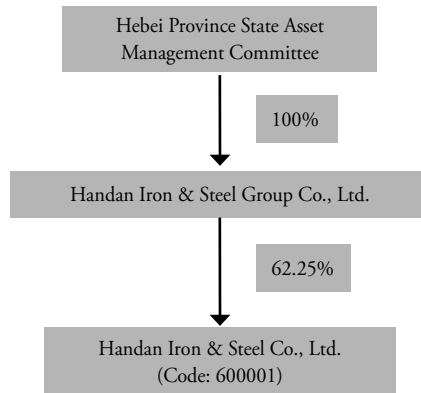 Hebei Province State Asset
Management Committee
100%
Handan Iron & Steel Group Co., Ltd.
62.25%
Handan Iron & Steel Co., Ltd.
(Code: 600001)